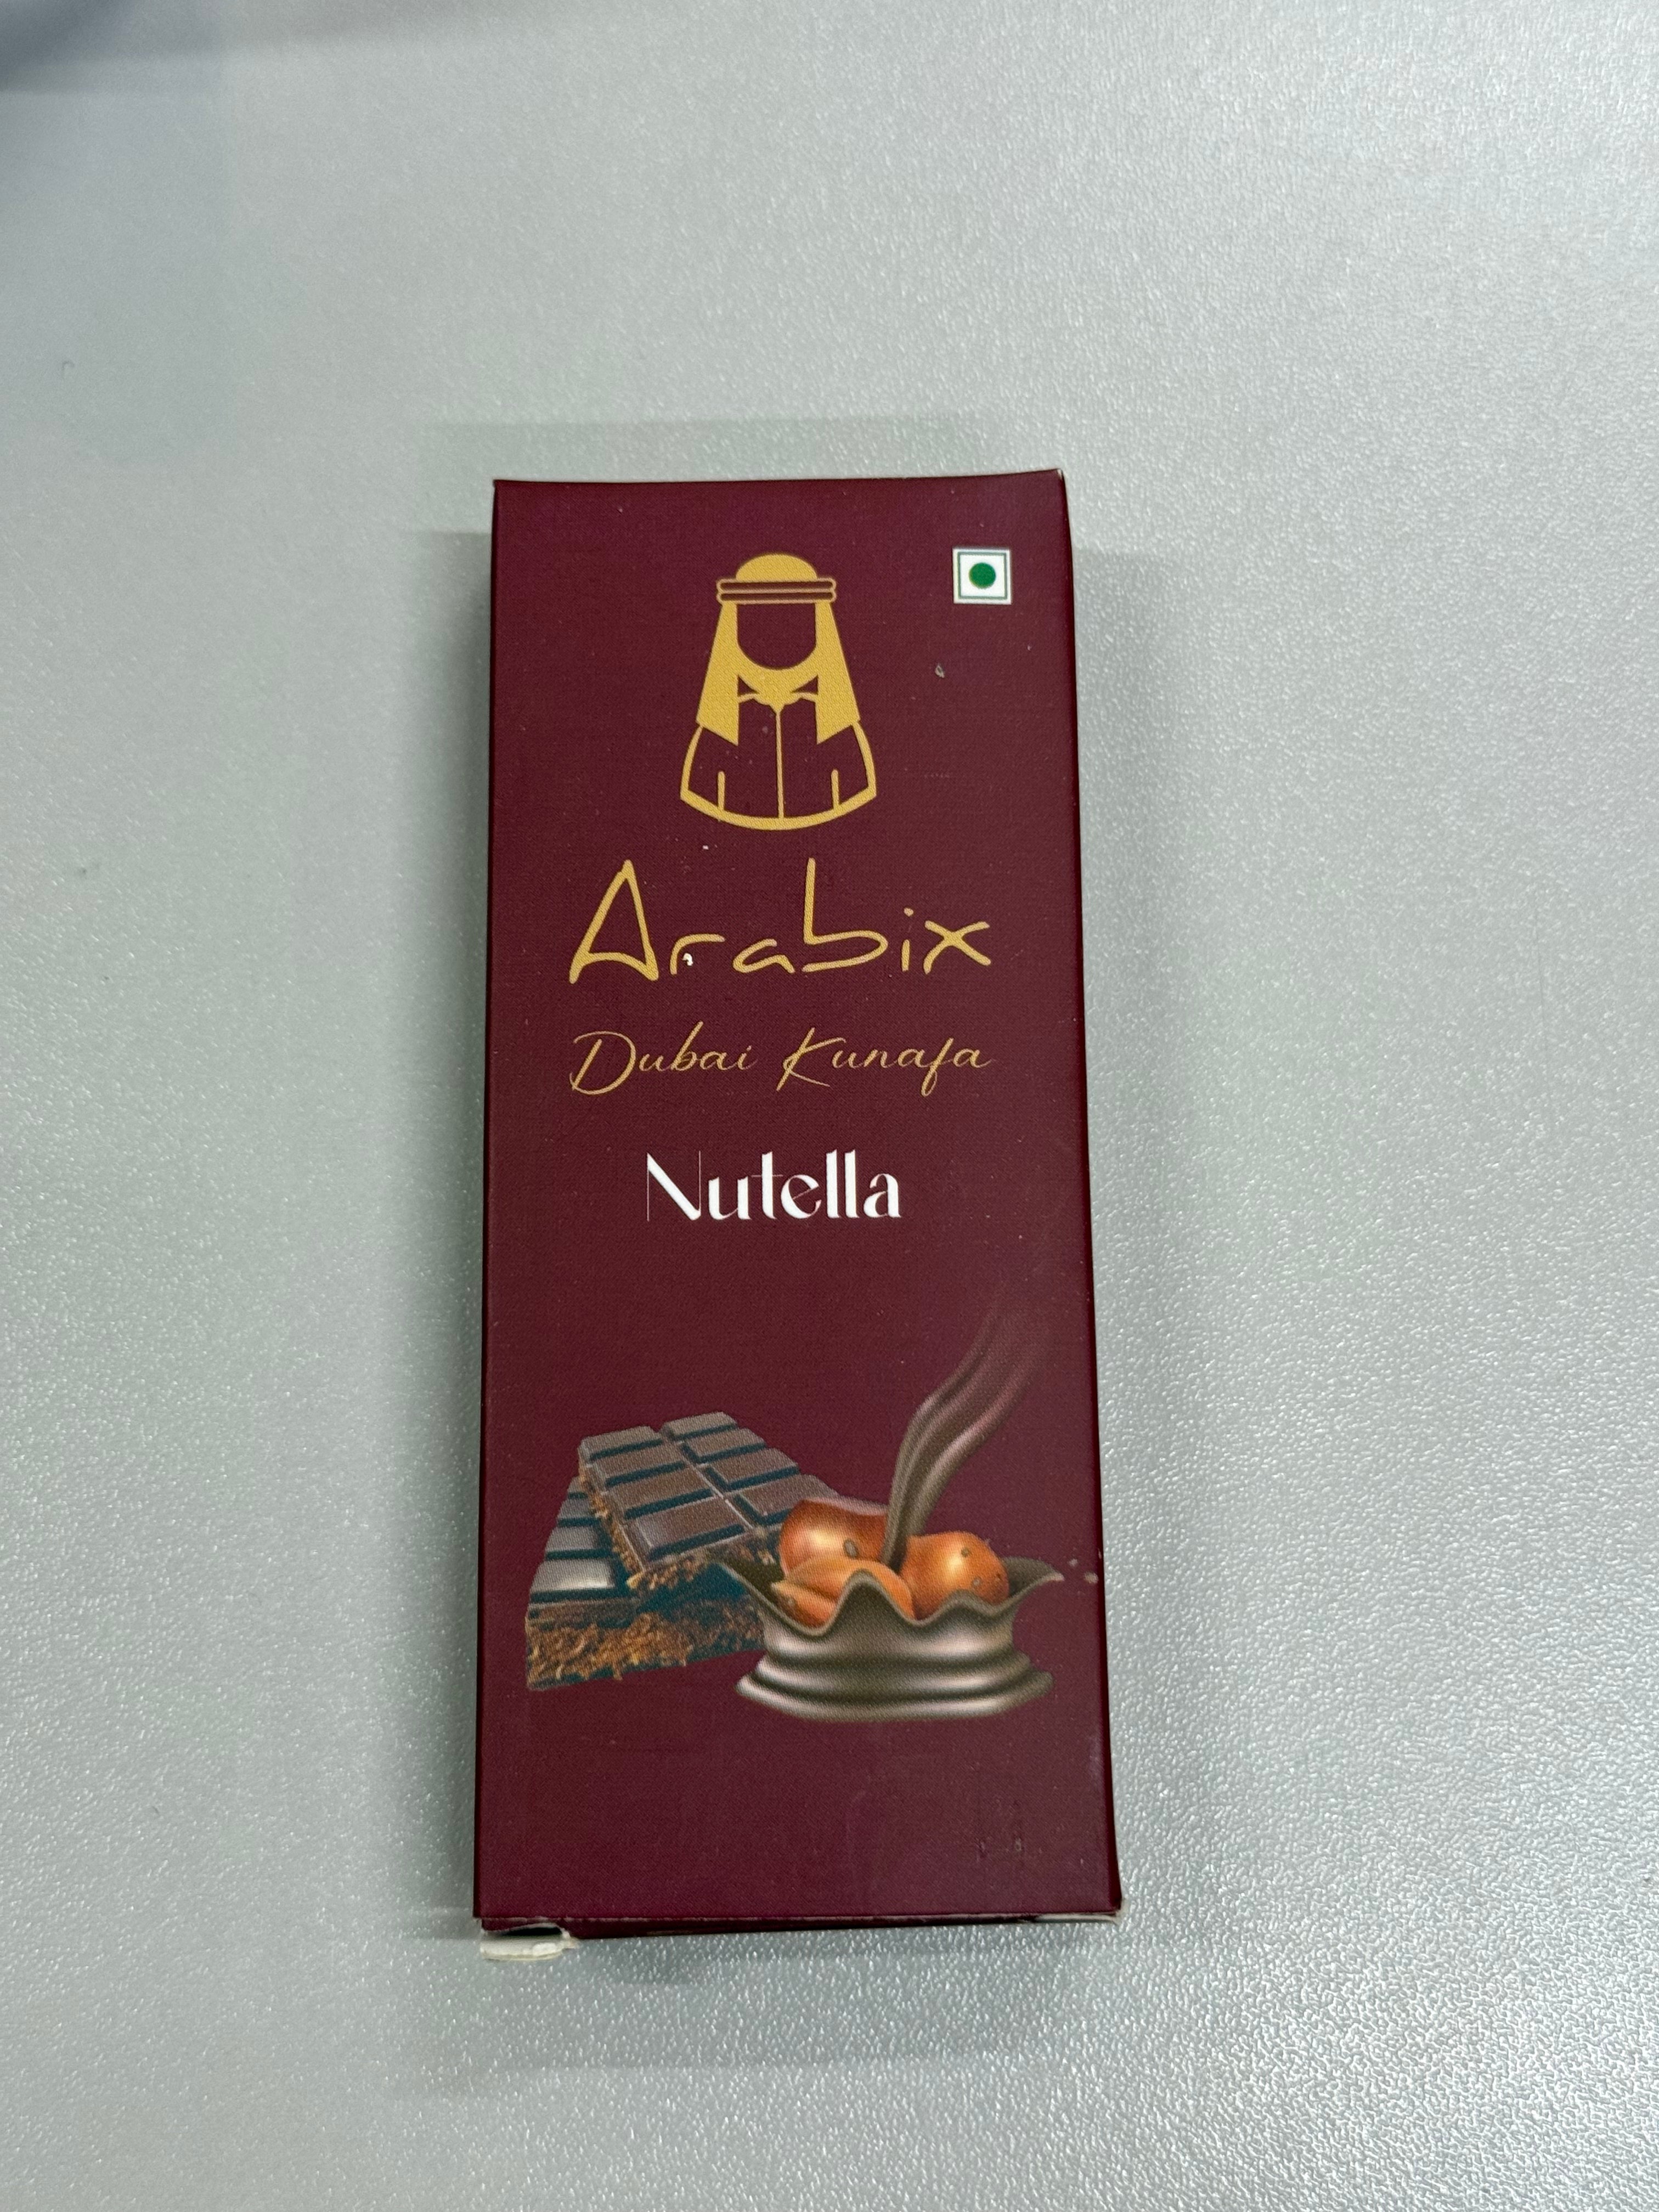 Arabix
Dubai Kunafa
Nutella